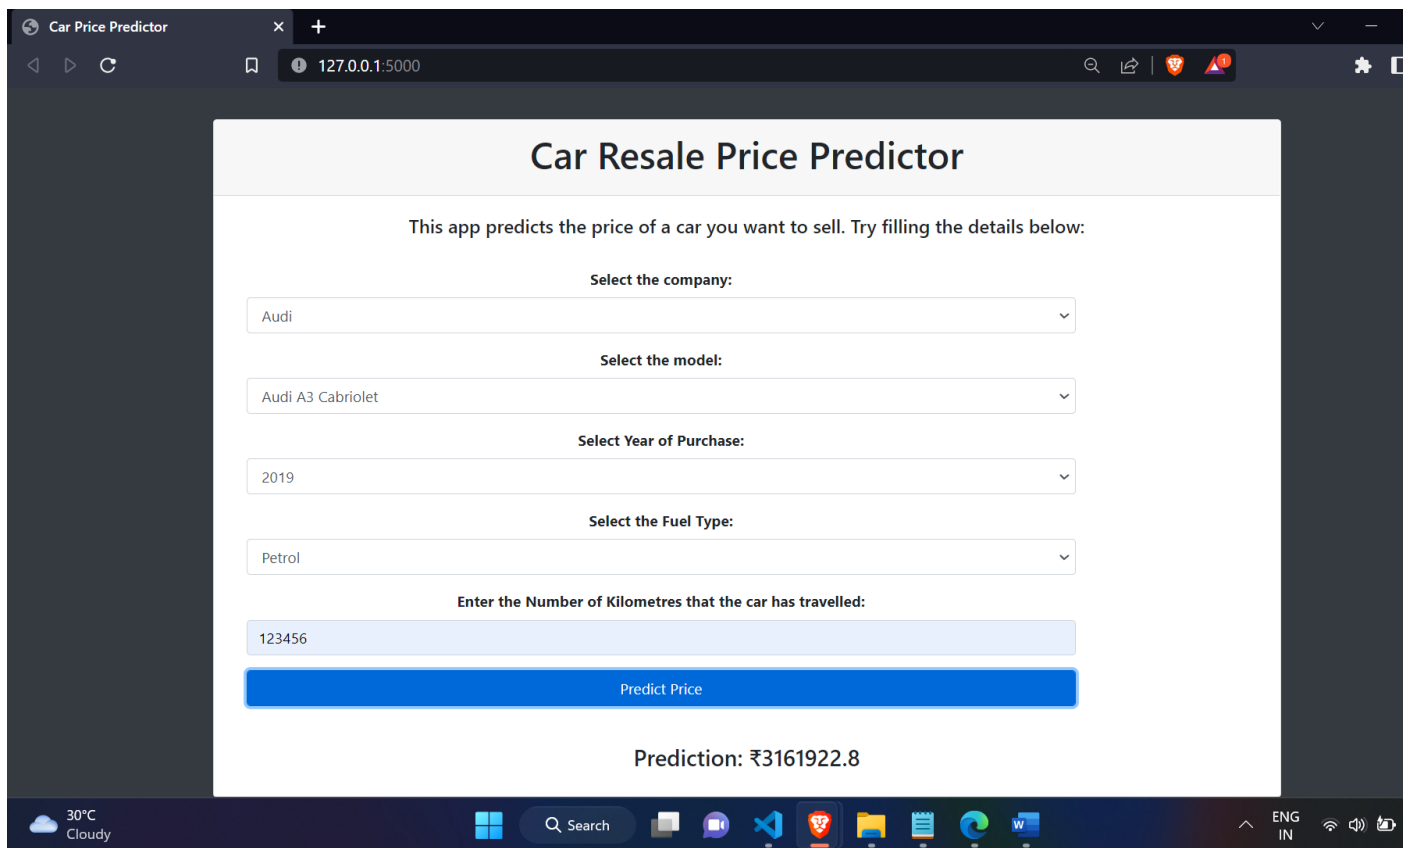 Car Price Predictor
127.0.0.1:5000
1
Car Resale Price Predictor
This app predicts the price of a car you want to sell. Try filling the details below:
Select the company:
Audi
Select the model:
Audi A3 Cabriolet
Select Year of Purchase:
2019
Select the Fuel Type:
Petrol
Enter the Number of Kilometres that the car has travelled:
123456
Predict Price
Prediction: ₹3161922.8
30°C
Cloudy
Search
W
ENG
IN